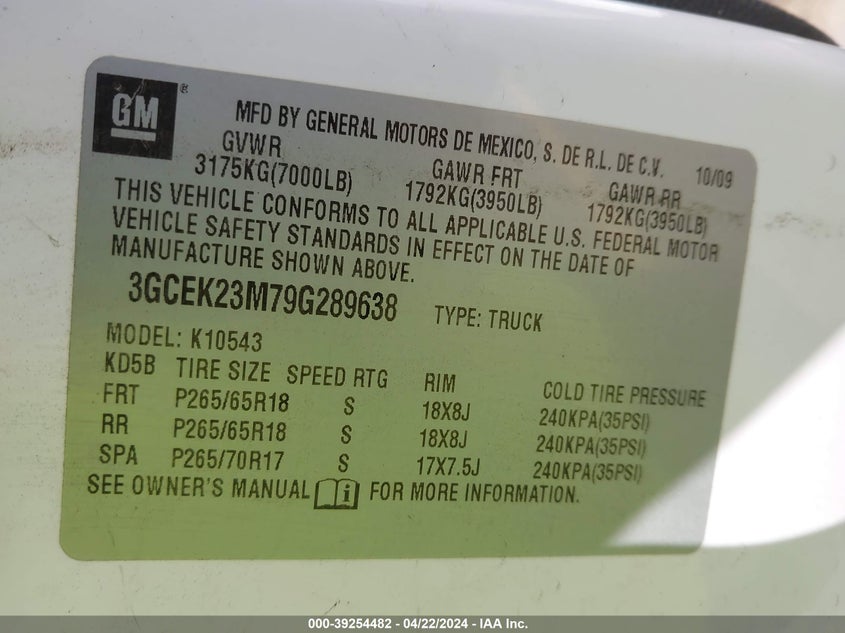 GM®
MFD BY GENERAL MOTORS DE MEXICO, S. DE R.L. DE C.V. 10/09
GVWR GAWR FRT GAWR RR
3175KG(7000LB) 1792KG(3950LB) 1792KG(3950LB)
THIS VEHICLE CONFORMS TO ALL APPLICABLE U.S. FEDERAL MOTOR
VEHICLE SAFETY STANDARDS IN EFFECT ON THE DATE OF
MANUFACTURE SHOWN ABOVE.
3GCEK23M79G289638 TYPE: TRUCK
MODEL: K10543
KD5B TIRE SIZE SPEED RTG RIM COLD TIRE PRESSURE
FRT P265/65R18 S 18X8J 240KPA(35PSI)
RR P265/65R18 S 18X8J 240KPA(35PSI)
SPA P265/70R17 S 17X7.5J 240KPA(35PSI)
SEE OWNER'S MANUAL FOR MORE INFORMATION.
000-39254482 - 04/22/2024 - IAA Inc.